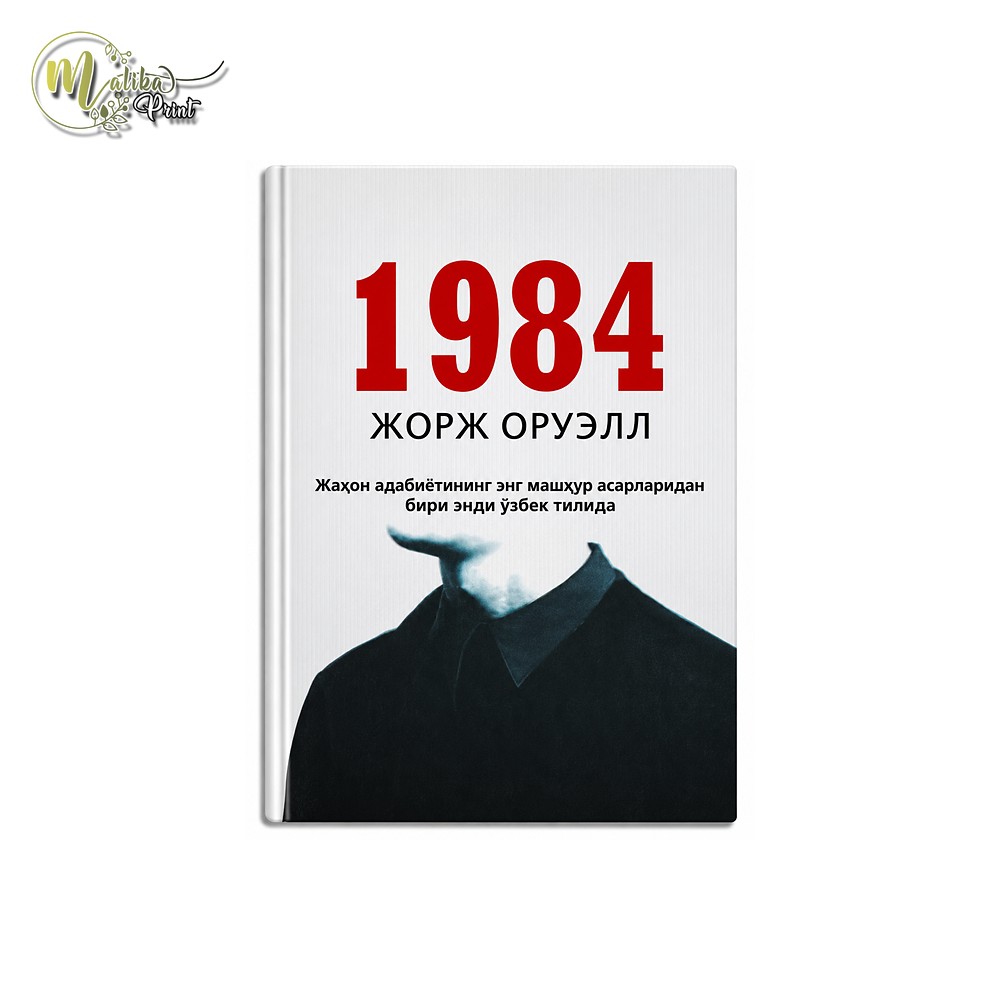 Malika
Print
1984
ЖОРЖ ОРУЭЛЛ
Жаҳон адабиётининг энг машҳур асарларидан
бири энди ўзбек тилида